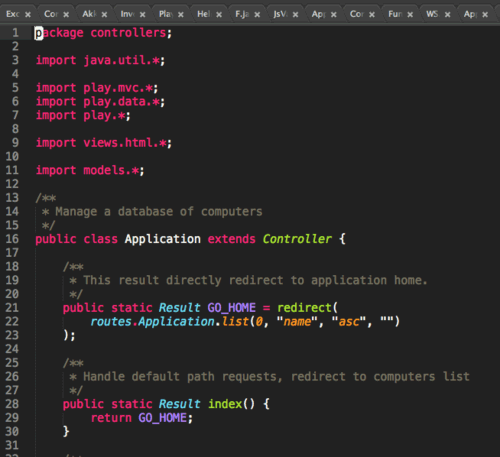 Exc × Cor × Akk × Inv × Play × Hel × F.ja × JsVa × App × Cor × Fun × WS × App ×
1 package controllers;
2
3 import java.util.*;
4
5 import play.mvc.*;
6 import play.data.*;
7 import play.*;
8
9 import views.html.*;
10
11 import models.*;
12
13 /**
14  * Manage a database of computers
15  */
16 public class Application extends Controller {
17
18     /**
19      * This result directly redirect to application home.
20      */
21     public static Result GO_HOME = redirect(
22         routes.Application.list(0, "name", "asc", "")
23     );
24
25     /**
26      * Handle default path requests, redirect to computers list
27      */
28     public static Result index() {
29         return GO_HOME;
30     }
31